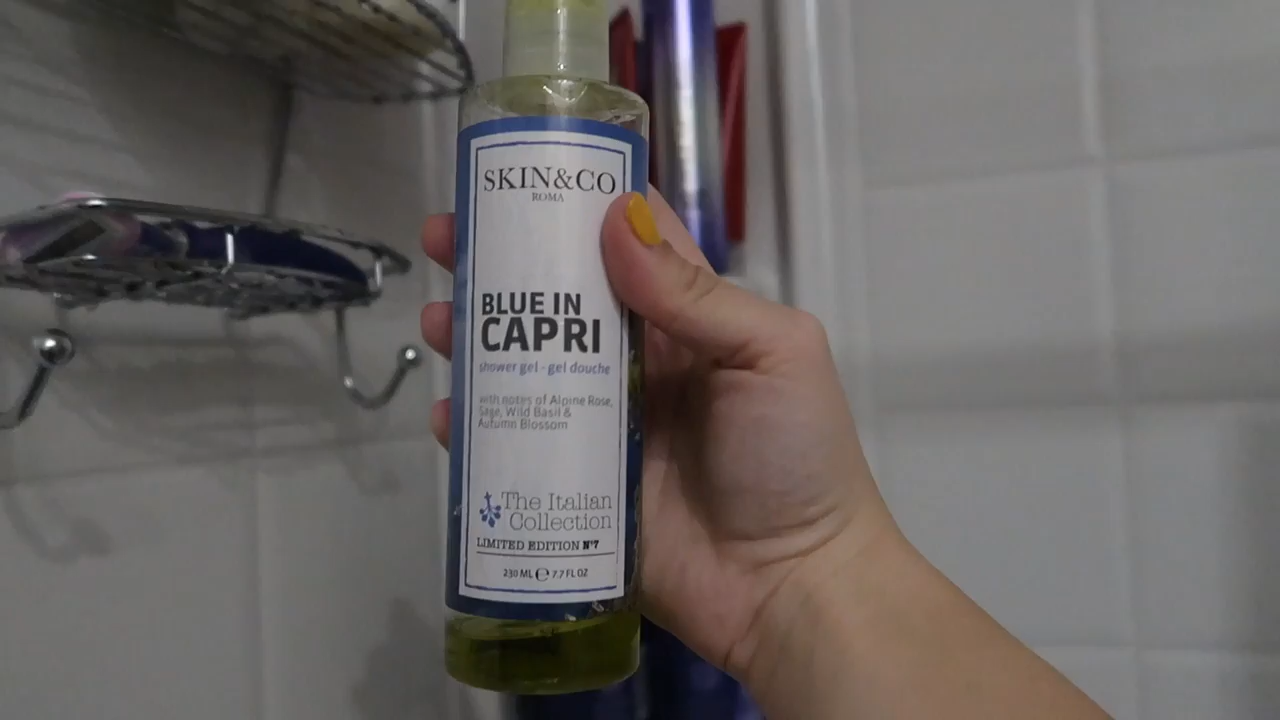 SKIN&CO
ROMA
BLUE IN
CAPRI
shower gel - gel douche
with notes of Alpine Rose,
Sage, Wild Basil &
Autumn Blossom
The Italian
Collection
LIMITED EDITION Nº7
230 ML ℮ 7.7 FL OZ